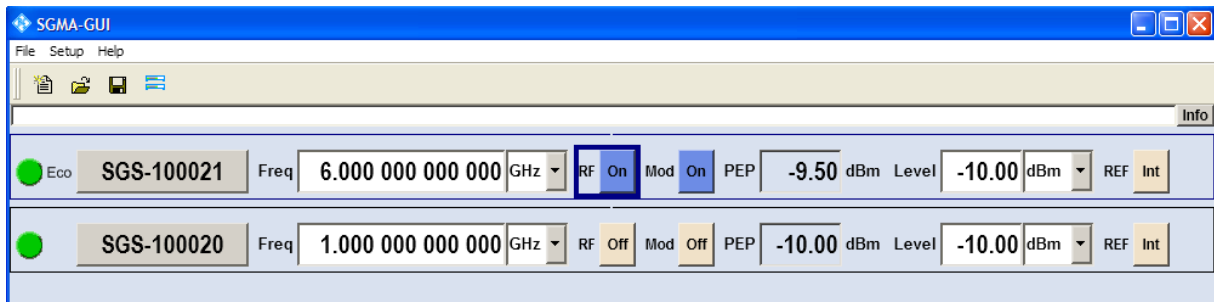 SGMA-GUI
File Setup Help
Info
Eco SGS-100021 Freq 6.000 000 000 000 GHz RF On Mod On PEP -9.50 dBm Level -10.00 dBm REF Int
SGS-100020 Freq 1.000 000 000 000 GHz RF Off Mod Off PEP -10.00 dBm Level -10.00 dBm REF Int